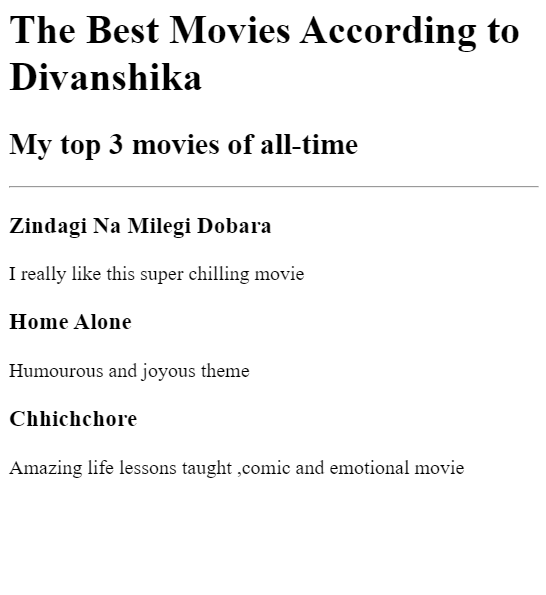 The Best Movies According to
Divanshika
My top 3 movies of all-time
Zindagi Na Milegi Dobara
I really like this super chilling movie
Home Alone
Humourous and joyous theme
Chhichchore
Amazing life lessons taught ,comic and emotional movie